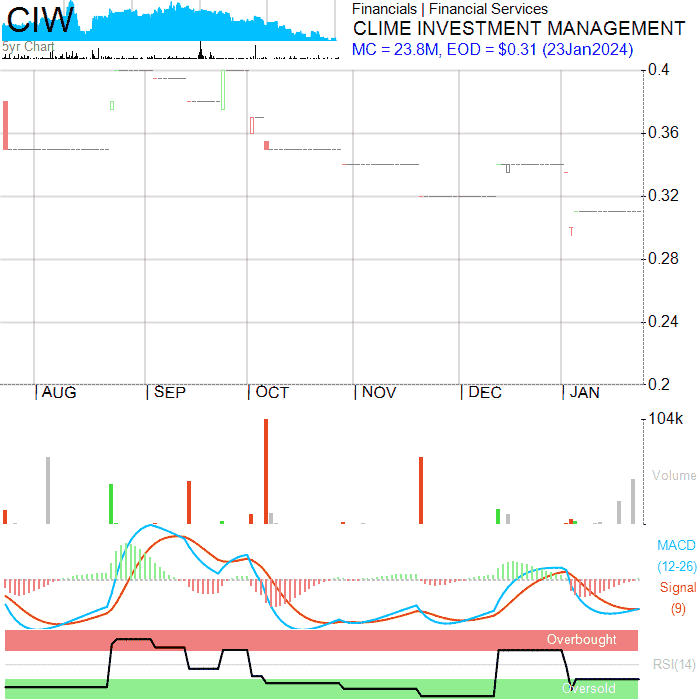 CIW
5yr Chart
Financials | Financial Services
CLIME INVESTMENT MANAGEMENT
MC = 23.8M, EOD = $0.31 (23Jan2024)
0.4
0.36
0.32
0.28
0.24
0.2
AUG SEP OCT NOV DEC JAN
104k
Volume
MACD
(12-26)
Signal
(9)
Overbought
RSI(14)
Oversold